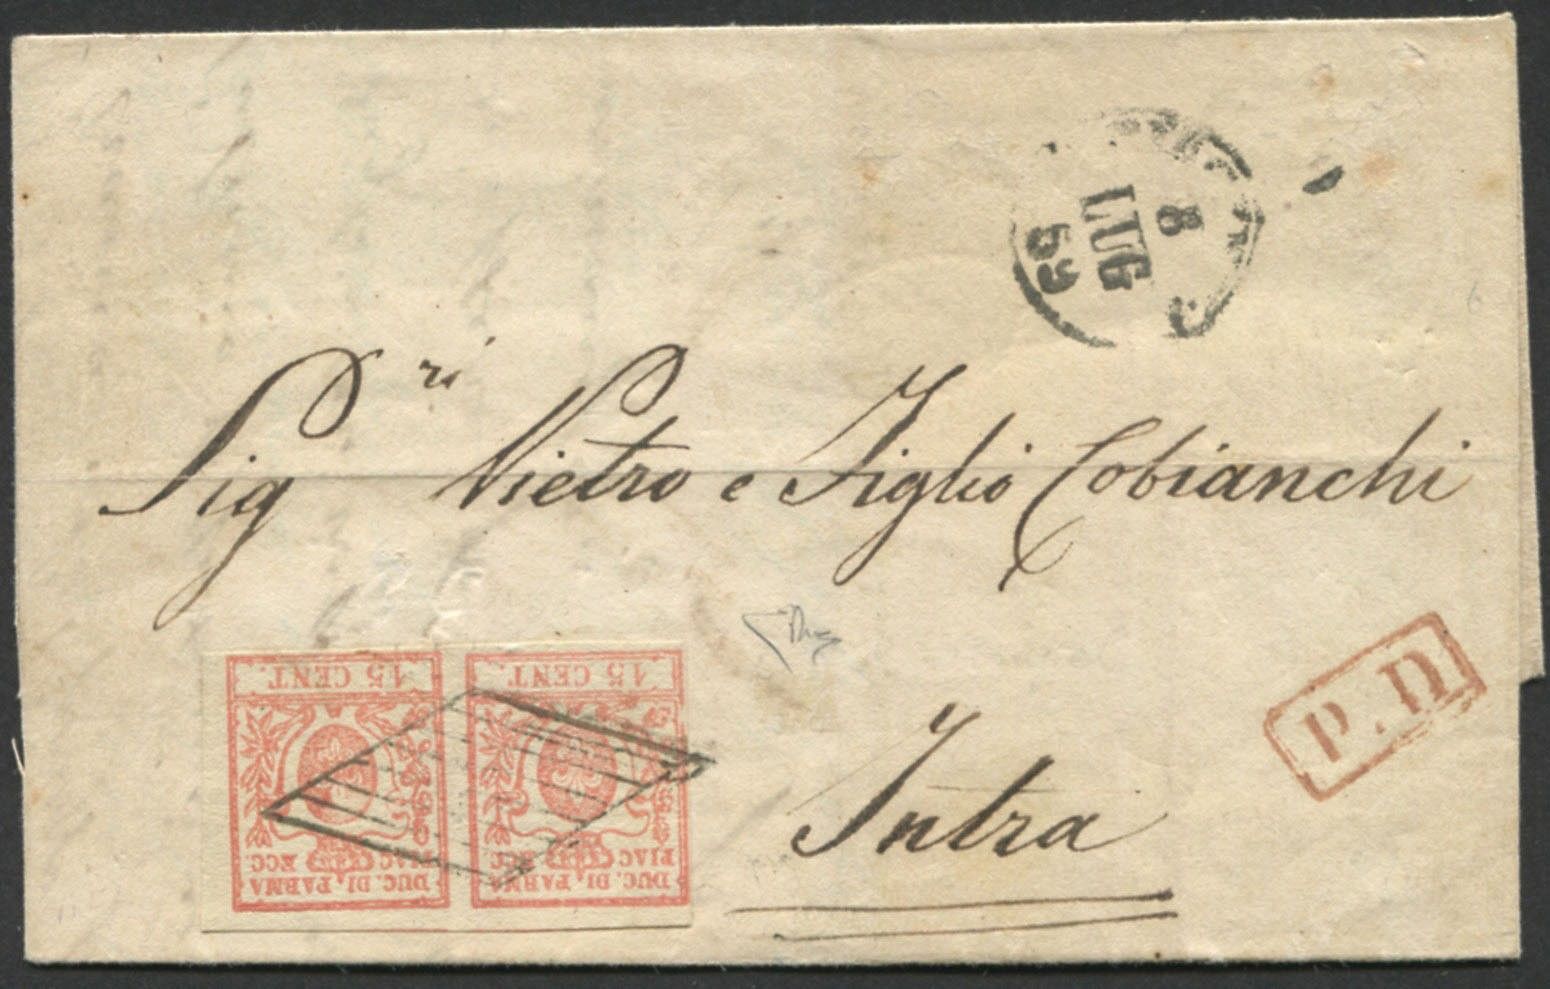 8
LUG
59
Sig.ri Pietro e Figlio Cobianchi
15 CENT.
15 CENT.
DUC. DI PARMA
PIAC. ECC.
DUC. DI PARMA
PIAC. ECC.
Intra
P.D